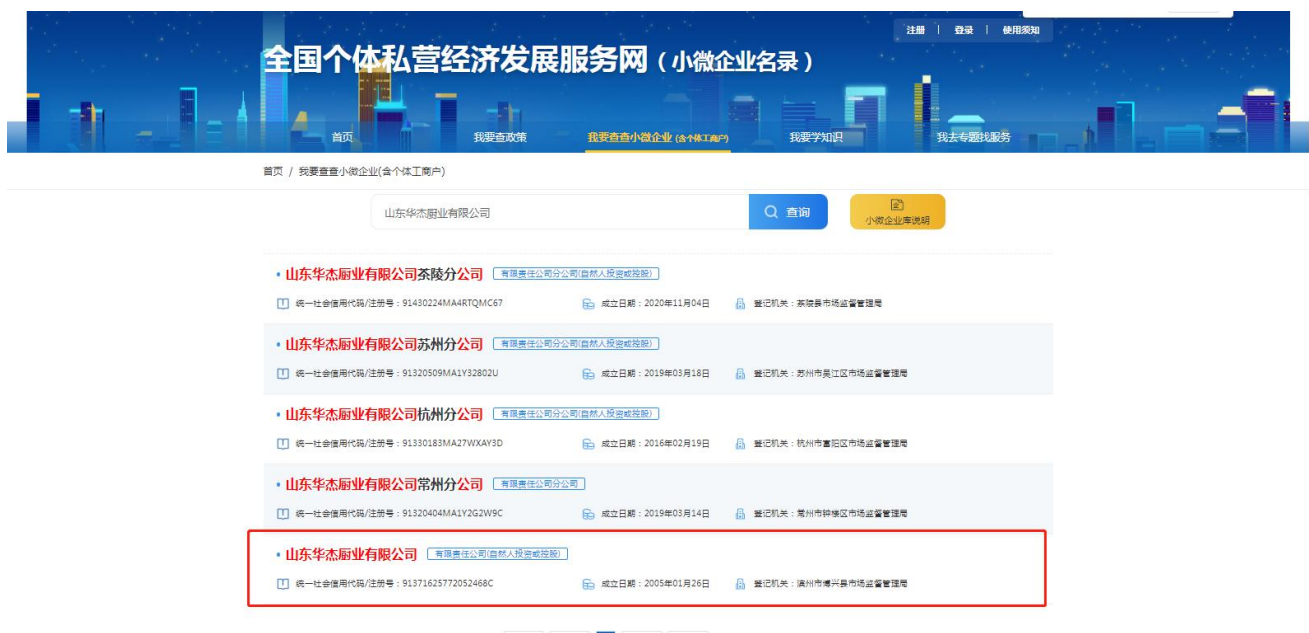 注册 | 登录 | 使用须知
全国个体私营经济发展服务网（小微企业名录）
首页 我要查政策 我要查查小微企业 (含个体工商户) 我要学知识 我去专题找服务
首页 / 我要查查小微企业(含个体工商户)
山东华杰厨业有限公司 查询 小微企业库说明
山东华杰厨业有限公司茶陵分公司 有限责任公司分公司(自然人投资或控股)
统一社会信用代码/注册号：91430224MA4RTQMC67 成立日期：2020年11月04日 登记机关：茶陵县市场监督管理局
山东华杰厨业有限公司苏州分公司 有限责任公司分公司(自然人投资或控股)
统一社会信用代码/注册号：91320509MA1Y32802U 成立日期：2019年03月18日 登记机关：苏州市吴江区市场监督管理局
山东华杰厨业有限公司杭州分公司 有限责任公司分公司(自然人投资或控股)
统一社会信用代码/注册号：91330183MA27WXAY3D 成立日期：2016年02月19日 登记机关：杭州市富阳区市场监督管理局
山东华杰厨业有限公司常州分公司 有限责任公司分公司
统一社会信用代码/注册号：91320404MA1Y2G2W9C 成立日期：2019年03月14日 登记机关：常州市钟楼区市场监督管理局
山东华杰厨业有限公司 有限责任公司(自然人投资或控股)
统一社会信用代码/注册号：91371625772052468C 成立日期：2005年01月26日 登记机关：滨州市博兴县市场监督管理局